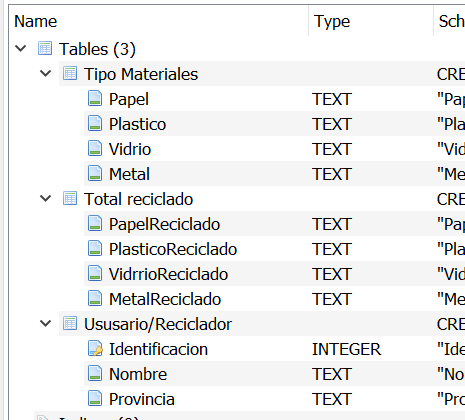 Name Type Sch
Tables (3)
Tipo Materiales CRE
Papel TEXT "Pap
Plastico TEXT "Pla
Vidrio TEXT "Vid
Metal TEXT "Me
Total reciclado CRE
PapelReciclado TEXT "Pap
PlasticoReciclado TEXT "Pla
VidrrioReciclado TEXT "Vid
MetalReciclado TEXT "Me
Ususario/Reciclador CRE
Identificacion INTEGER "Ide
Nombre TEXT "No
Provincia TEXT "Pro